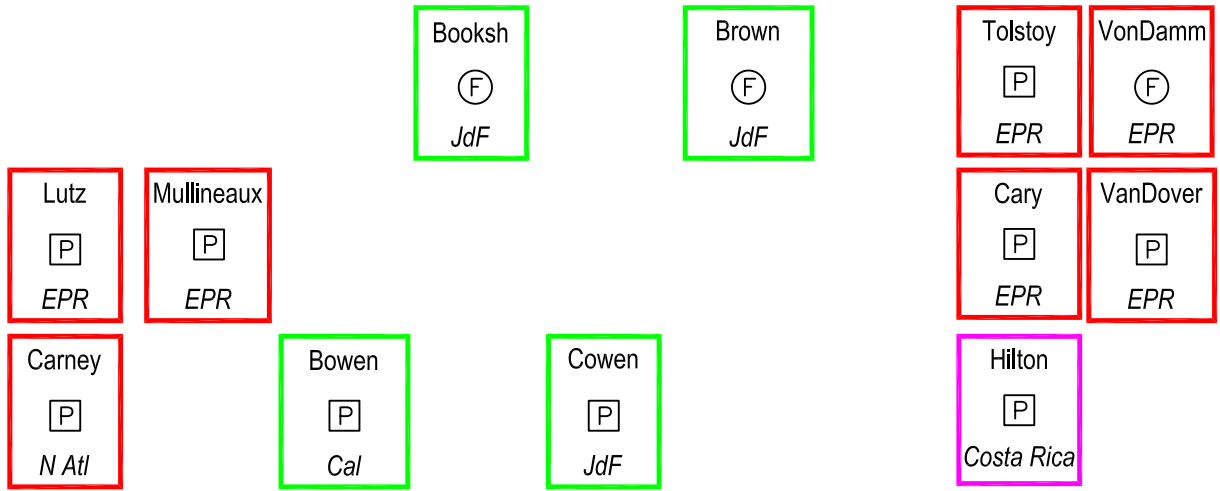 Booksh
F
JdF
Brown
F
JdF
Tolstoy
P
EPR
VonDamm
F
EPR
Lutz
P
EPR
Mullineaux
P
EPR
Cary
P
EPR
VanDover
P
EPR
Carney
P
N Atl
Bowen
P
Cal
Cowen
P
JdF
Hilton
P
Costa Rica